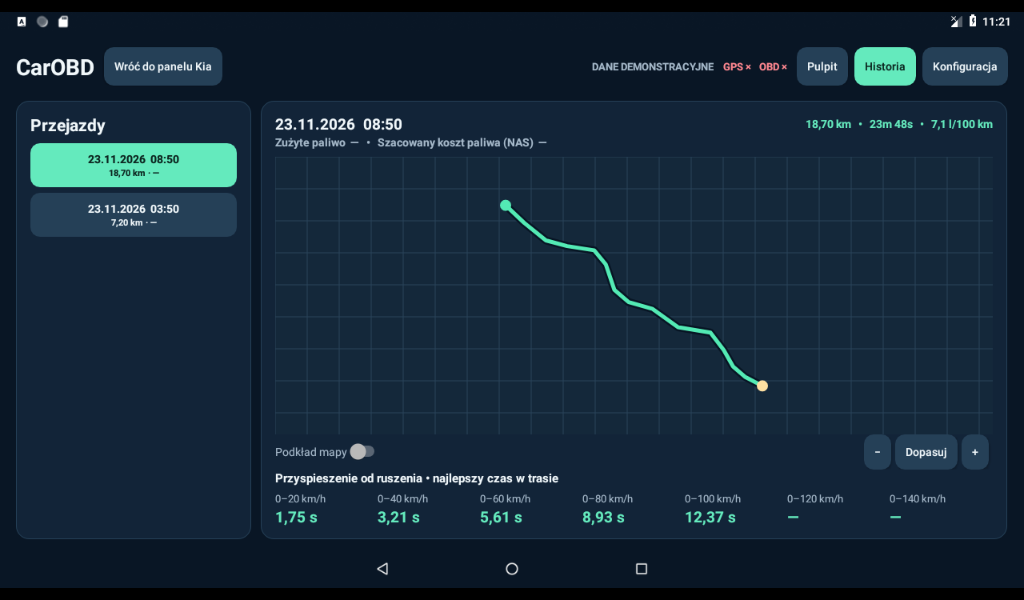 11:21
CarOBD
Wróć do panelu Kia
DANE DEMONSTRACYJNE GPS × OBD ×
Pulpit
Historia
Konfiguracja
Przejazdy
23.11.2026 08:50
18,70 km · —
23.11.2026 03:50
7,20 km · —
23.11.2026 08:50
18,70 km • 23m 48s • 7,1 l/100 km
Zużyte paliwo — • Szacowany koszt paliwa (NAS) —
Podkład mapy
-
Dopasuj
+
Przyspieszenie od ruszenia • najlepszy czas w trasie
0–20 km/h 0–40 km/h 0–60 km/h 0–80 km/h 0–100 km/h 0–120 km/h 0–140 km/h
1,75 s 3,21 s 5,61 s 8,93 s 12,37 s — —